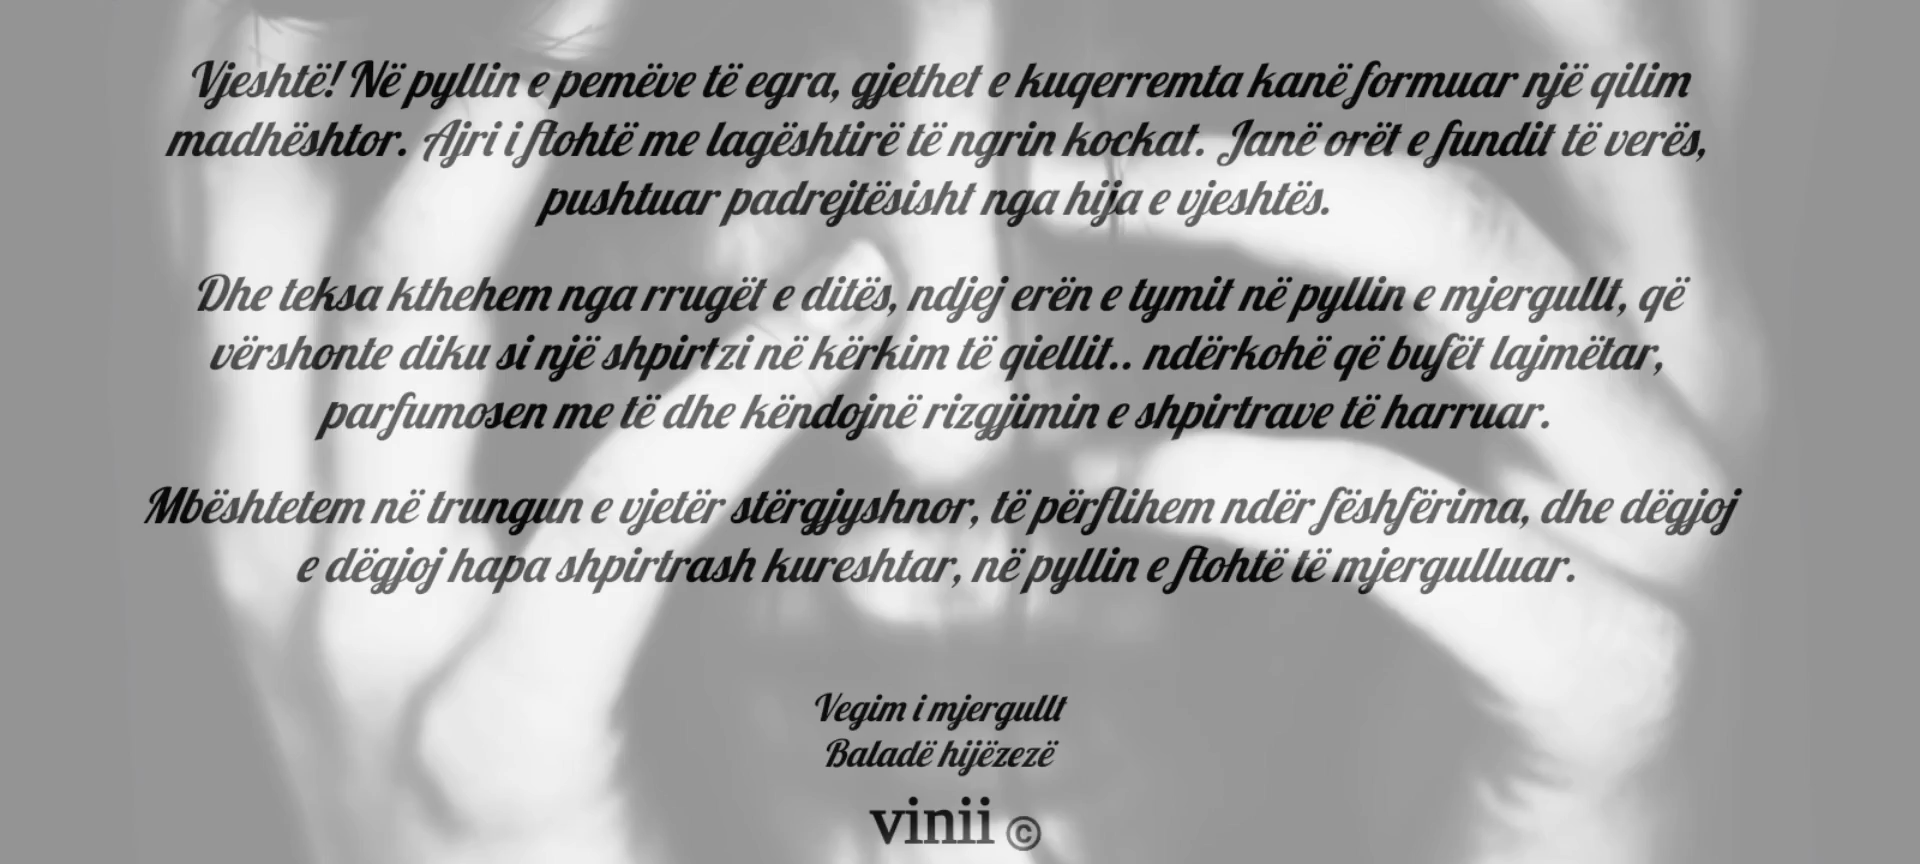 Vjeshtë! Në pyllin e pemëve të egra, gjethet e kuqerremta kanë formuar një qilim
madhështor. Ajri i ftohtë me lagështirë të ngrin kockat. Janë orët e fundit të verës,
pushtuar padrejtësisht nga hija e vjeshtës.
Dhe teksa kthehem nga rrugët e ditës, ndjej erën e tymit në pyllin e mjergullt, që
vërshonte diku si një shpirt zi në kërkim të qiellit.. ndërkohë që bufët lajmëtar,
parfumosen me të dhe këndojnë rizgjimin e shpirtrave të harruar.
Mbështetem në trungun e vjetër stërgjyshnor, të përflihem ndër fëshfërima, dhe dëgjoj
e dëgjoj hapa shpirtrash kureshtar, në pyllin e ftohtë të mjergulluar.
Vegim i mjergullt
Baladë hijëzezë
vinii ©